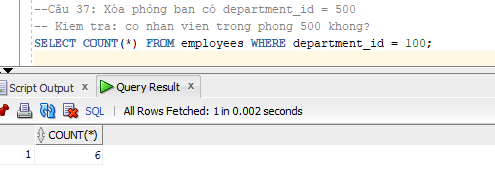 --Câu 37: Xóa phòng ban có department_id = 500
-- Kiem tra: co nhan vien trong phong 500 khong?
SELECT COUNT(*) FROM employees WHERE department_id = 100;
Script Output x Query Result x
SQL | All Rows Fetched: 1 in 0.002 seconds
COUNT(*)
1 6